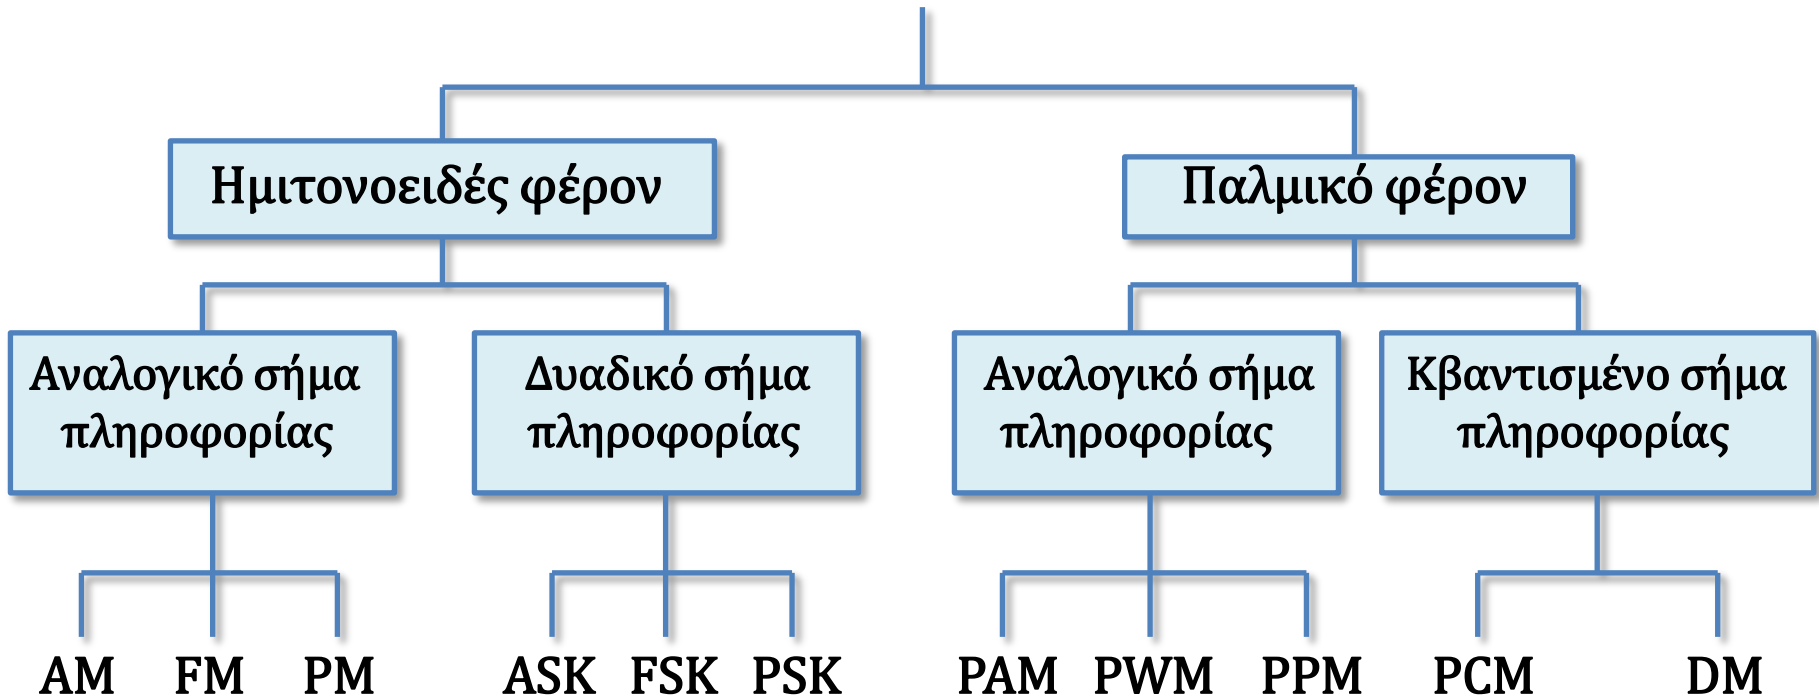 Ημιτονοειδές φέρον
Παλμικό φέρον
Αναλογικό σήμα
πληροφορίας
Δυαδικό σήμα
πληροφορίας
Αναλογικό σήμα
πληροφορίας
Κβαντισμένο σήμα
πληροφορίας
AM FM PM
ASK FSK PSK
PAM PWM PPM
PCM DM